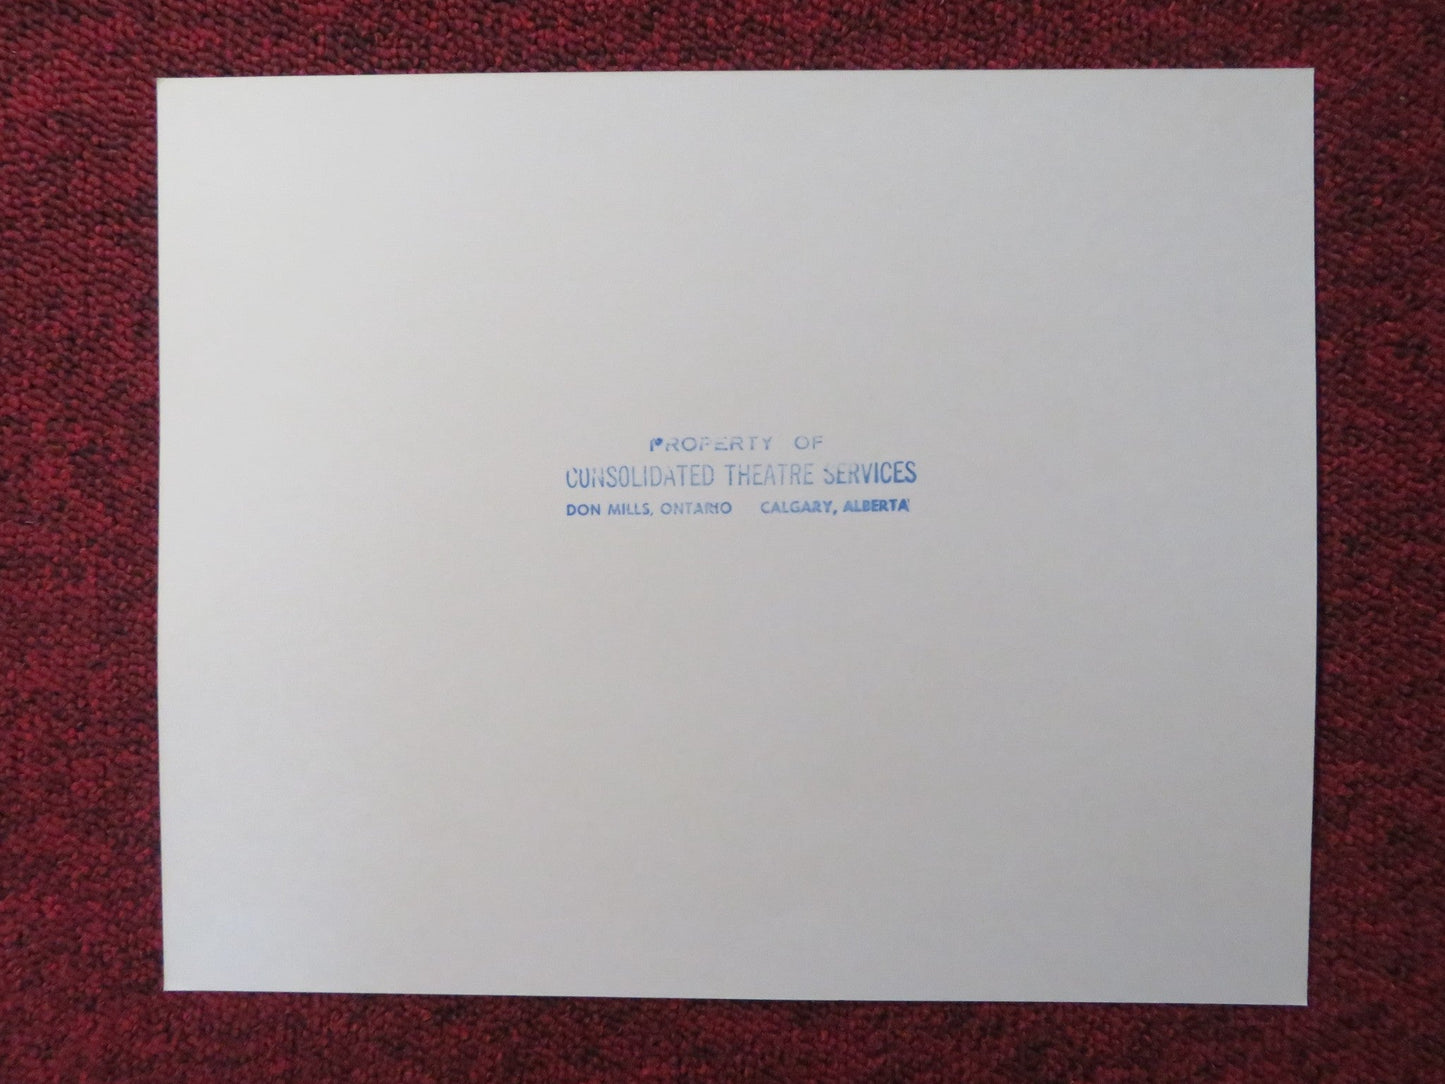 PROPERTY OF
CONSOLIDATED THEATRE SERVICES
DON MILLS, ONTARIO CALGARY, ALBERTA